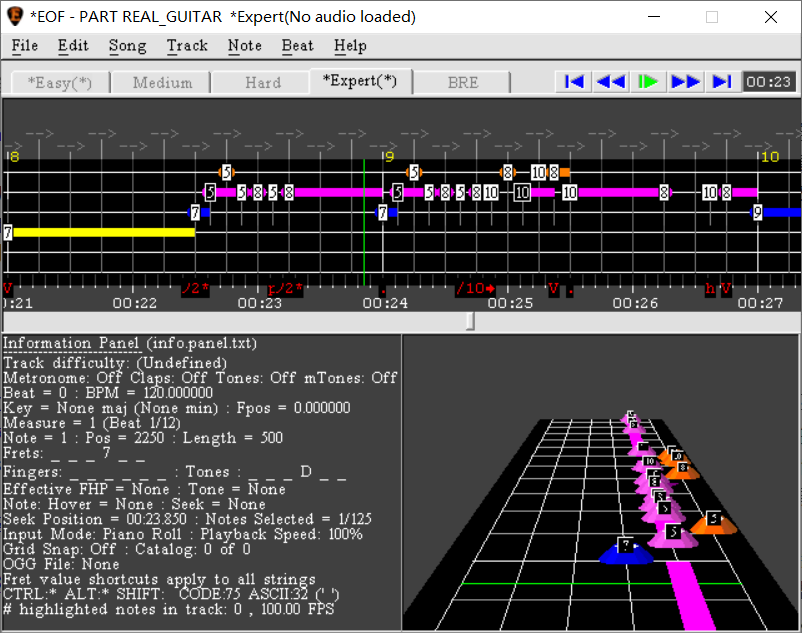 *EOF - PART REAL_GUITAR *Expert(No audio loaded)
File Edit Song Track Note Beat Help
*Easy(*) Medium Hard *Expert(*) BRE 00:23
8 9 10
5 5 8 10 8
5 5 8 5 8 5 5 8 5 8 10 10 10 8 10 8
7 7 9
7
V /2* p/2* . /10 V . h V
0:21 00:22 00:23 00:24 00:25 00:26 00:27
Information Panel (info.panel.txt)
Track difficulty: (Undefined)
Metronome: Off Claps: Off Tones: Off mTones: Off
Beat = 0 : BPM = 120.000000
Key = None maj (None min) : Fpos = 0.000000
Measure = 1 (Beat 1/12)
Note = 1 : Pos = 2250 : Length = 500
Frets: _ _ _ 7 _ _
Fingers: _ _ _ _ _ _ : Tones : _ _ _ D _ _
Effective FHP = None : Tone = None
Note: Hover = None : Seek = None
Seek Position = 00:23.850 : Notes Selected = 1/125
Input Mode: Piano Roll : Playback Speed: 100%
Grid Snap: Off : Catalog: 0 of 0
OGG File: None
Fret value shortcuts apply to all strings
CTRL:* ALT:* SHIFT: CODE:75 ASCII:32 (' ')
# highlighted notes in track: 0 , 100.00 FPS
10
8
5
5
7